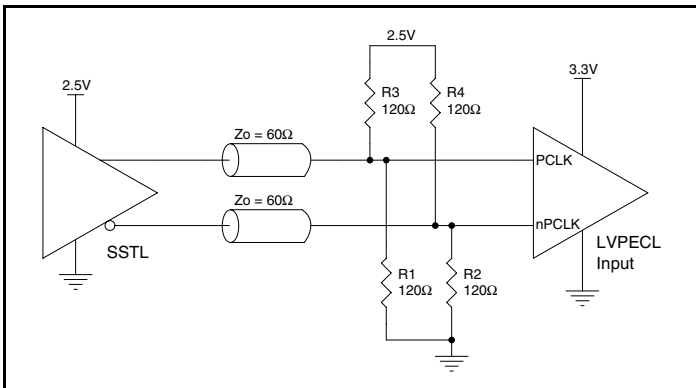 2.5V
2.5V
3.3V
R3
120Ω
R4
120Ω
Zo = 60Ω
PCLK
Zo = 60Ω
nPCLK
SSTL
LVPECL
Input
R1
120Ω
R2
120Ω